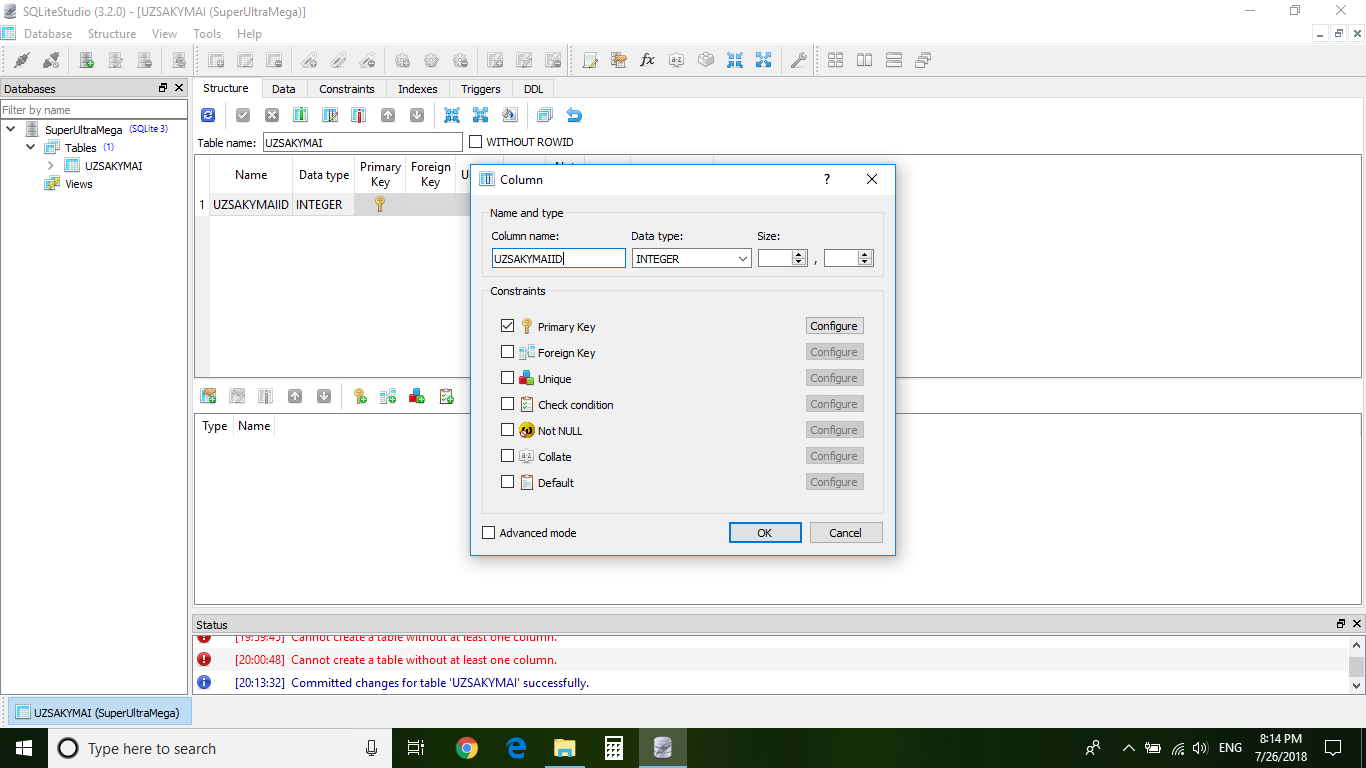 SQLiteStudio (3.2.0) - [UZSAKYMAI (SuperUltraMega)]
Database Structure View Tools Help
Databases
Filter by name
SuperUltraMega (SQLite 3)
Tables (1)
UZSAKYMAI
Views
Structure Data Constraints Indexes Triggers DDL
Table name: UZSAKYMAI WITHOUT ROWID
Name Data type Primary Key Foreign Key U
1 UZSAKYMAIID INTEGER
Type Name
Column ?
Name and type
Column name: Data type: Size:
UZSAKYMAIID INTEGER ,
Constraints
Primary Key Configure
Foreign Key Configure
Unique Configure
Check condition Configure
Not NULL Configure
Collate Configure
Default Configure
Advanced mode OK Cancel
Status
[19:59:45] Cannot create a table without at least one column.
[20:00:48] Cannot create a table without at least one column.
[20:13:32] Committed changes for table 'UZSAKYMAI' successfully.
UZSAKYMAI (SuperUltraMega)
Type here to search
ENG
8:14 PM
7/26/2018